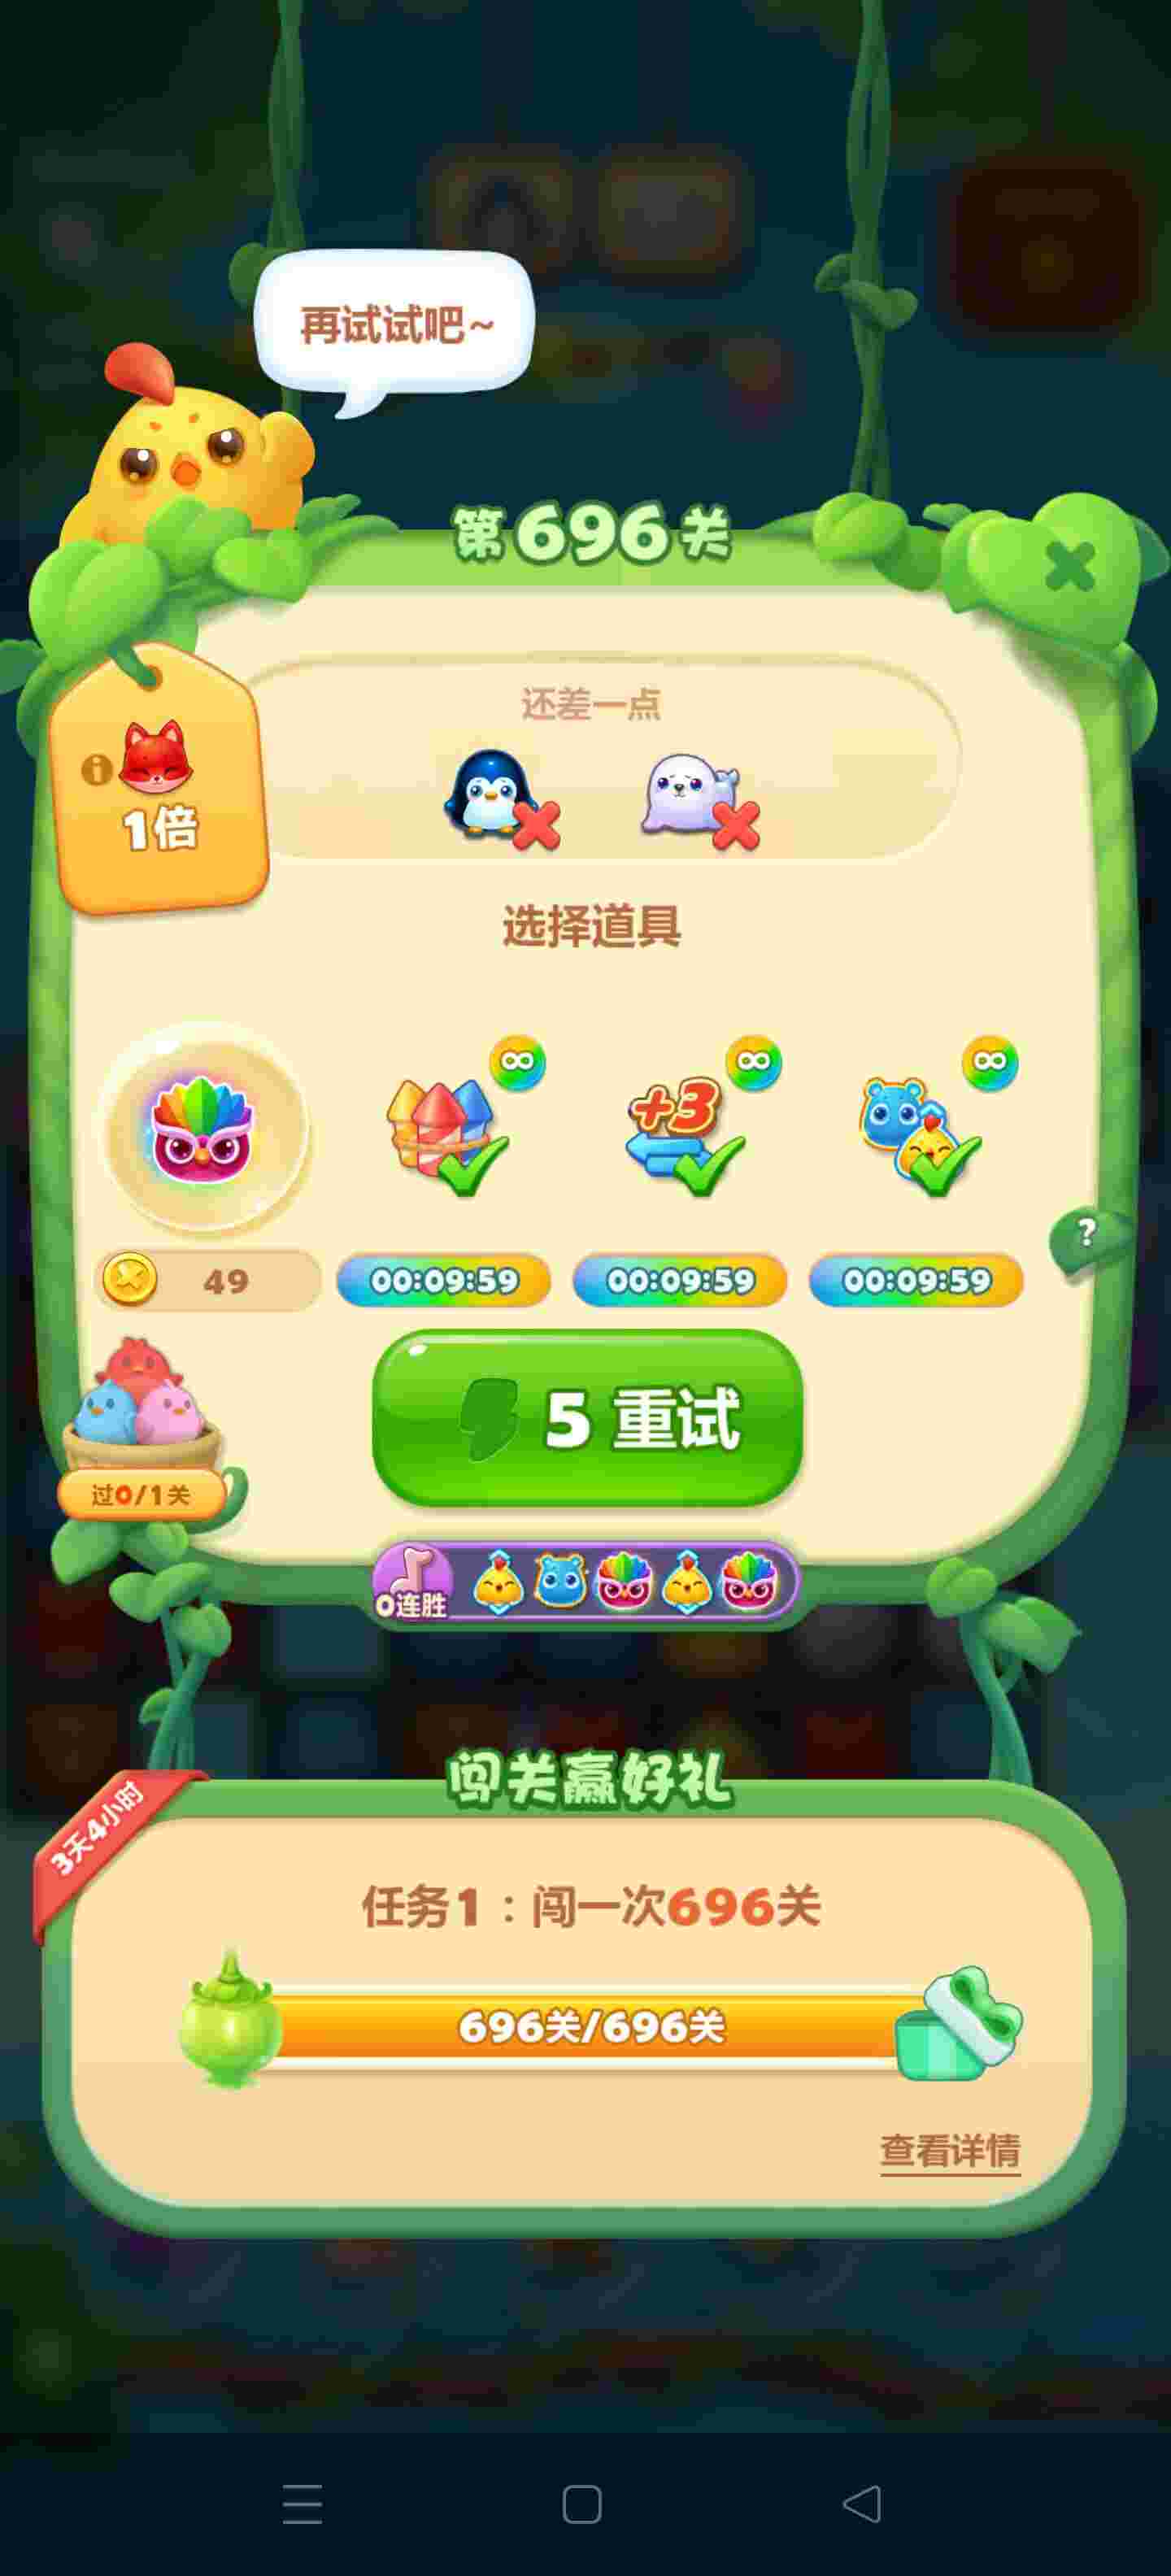 再试试吧~
第696关
还差一点
1倍
选择道具
+3
49
00:09:59
00:09:59
00:09:59
?
5 重试
过0/1关
0连胜
闯关赢好礼
3天4小时
任务1：闯一次696关
696关/696关
查看详情